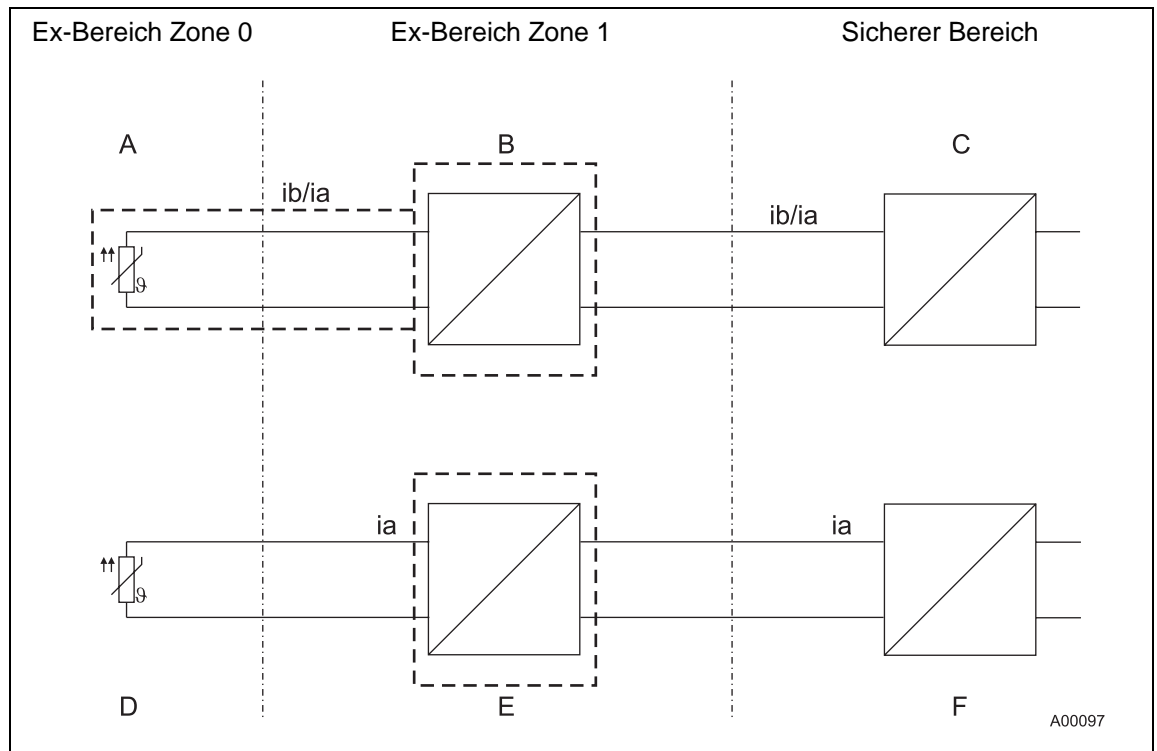 Ex-Bereich Zone 0 Ex-Bereich Zone 1 Sicherer Bereich
A B C
ib/ia ib/ia
ϑ
ia ia
ϑ
D E F
A00097